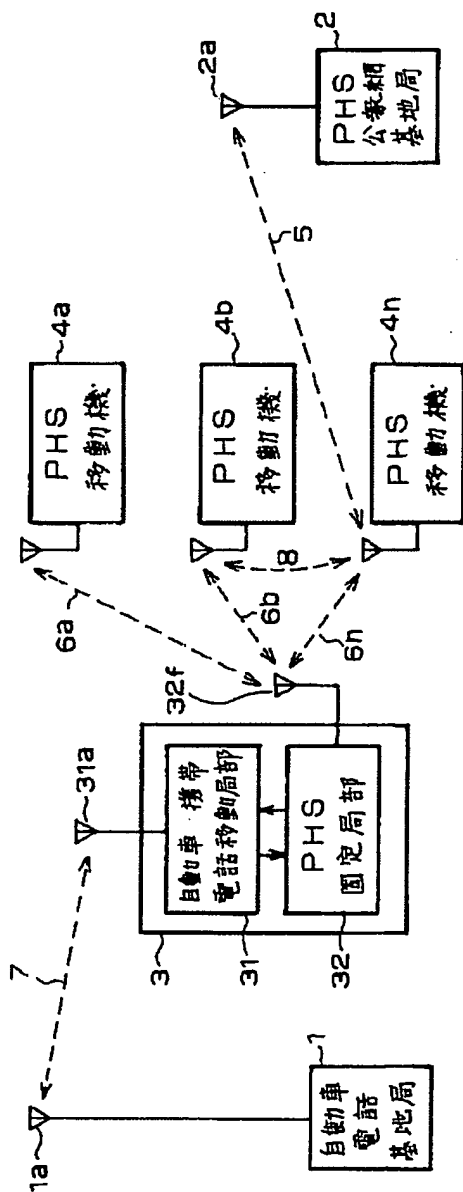 1a
自動車
電話
基地局
1
7
31a
3
自動車・携帯
電話移動局部
31
PHS
固定局部
32
32f
6a
6b
6n
8
PHS
移動機
4a
PHS
移動機
4b
PHS
移動機
4n
5
2a
PHS
公衆網
基地局
2